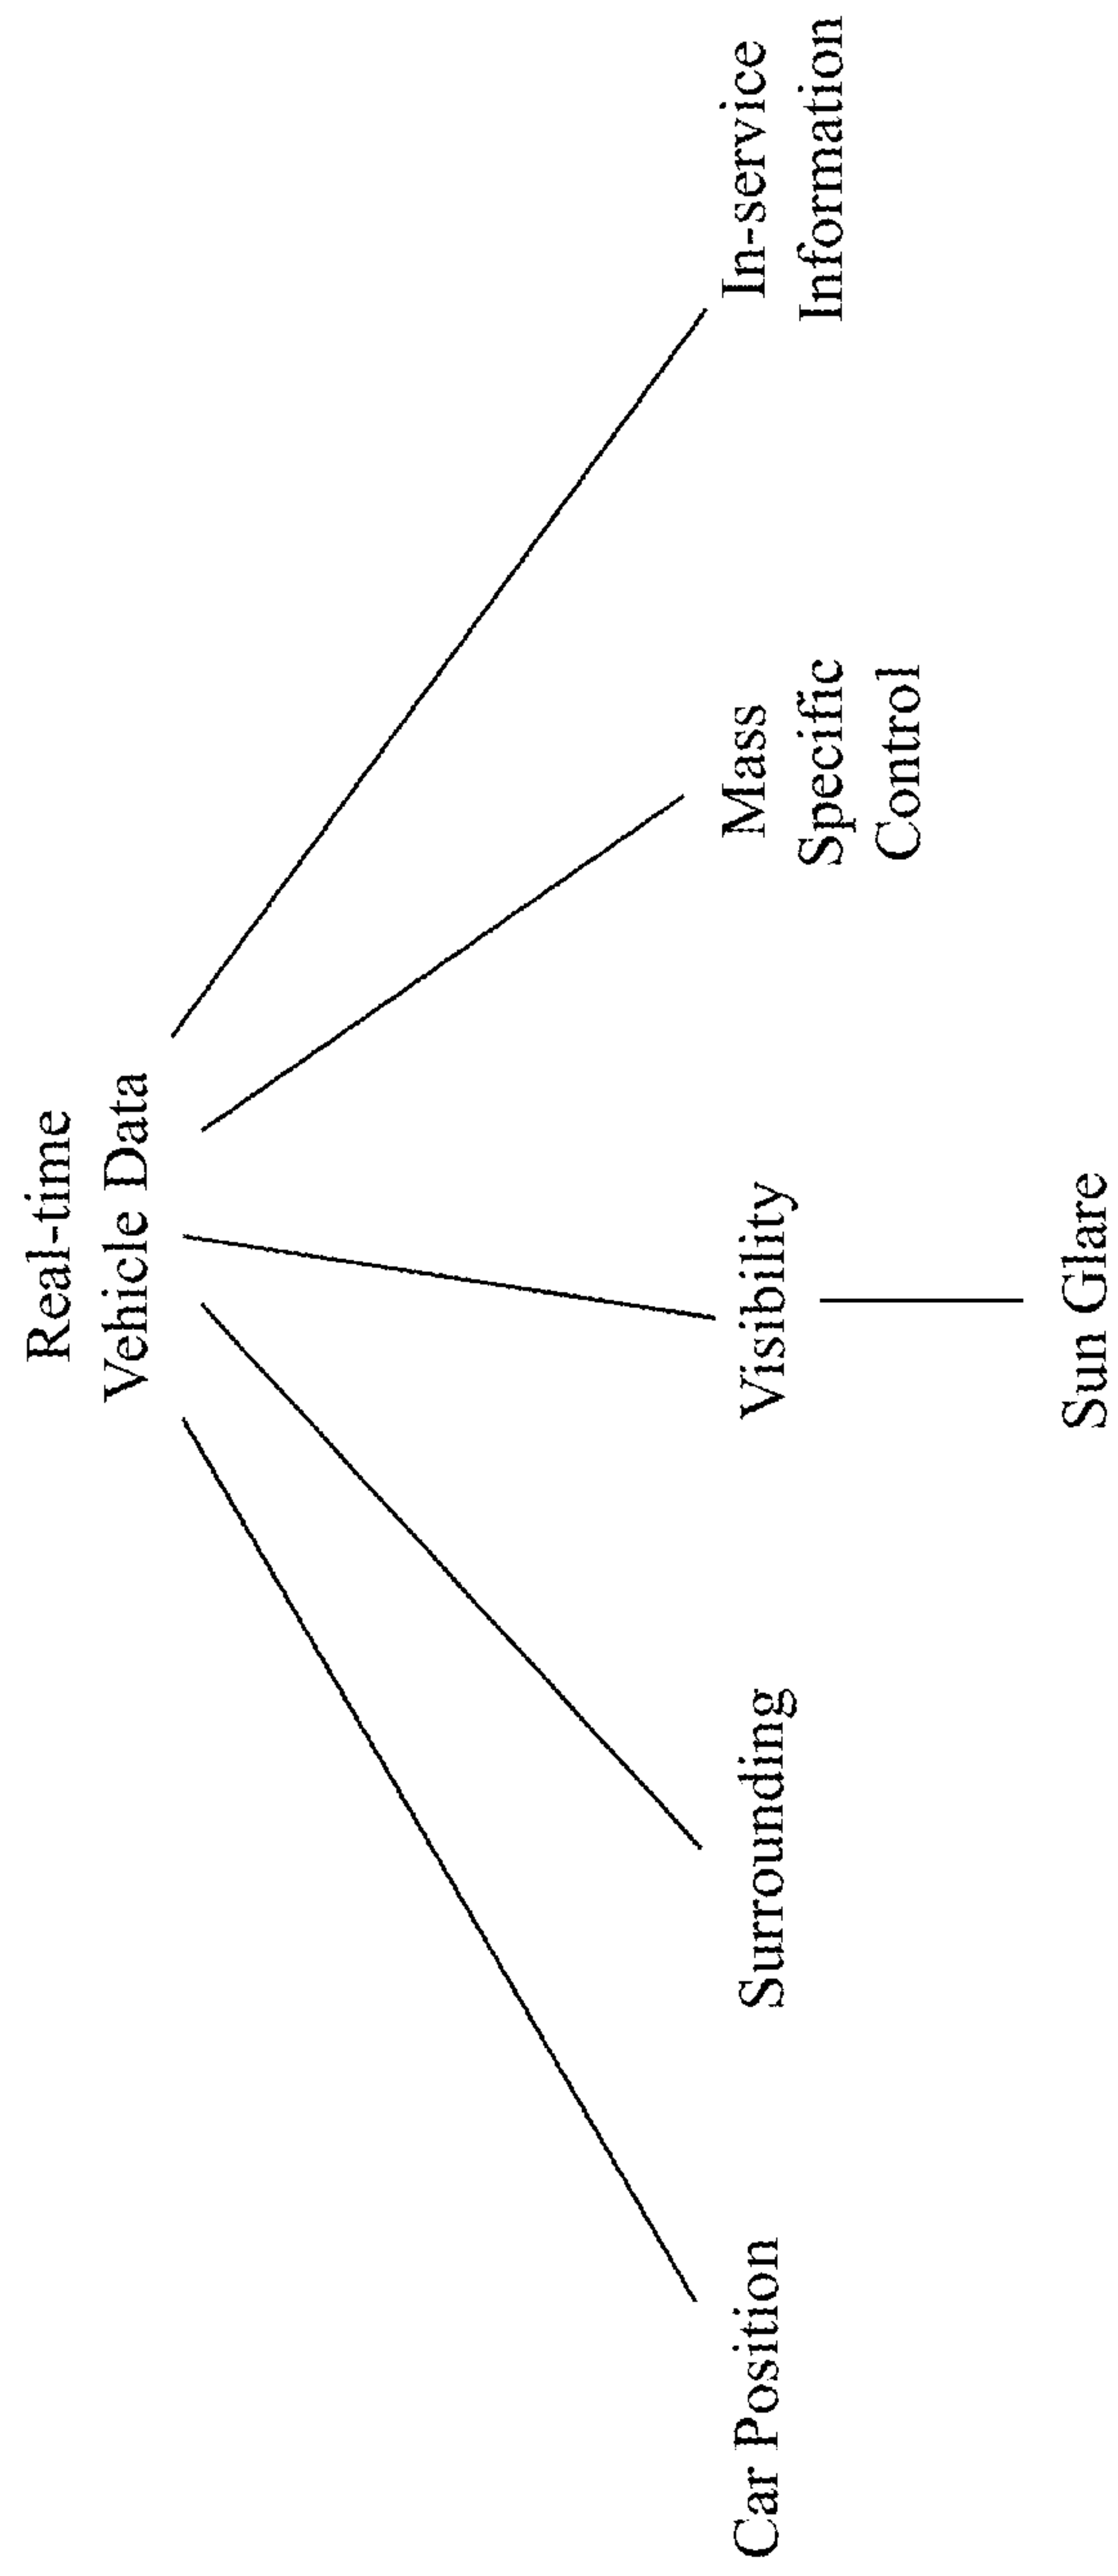 Real-time
Vehicle Data
Car Position
Surrounding
Visibility
Mass
Specific
Control
In-service
Information
Sun Glare